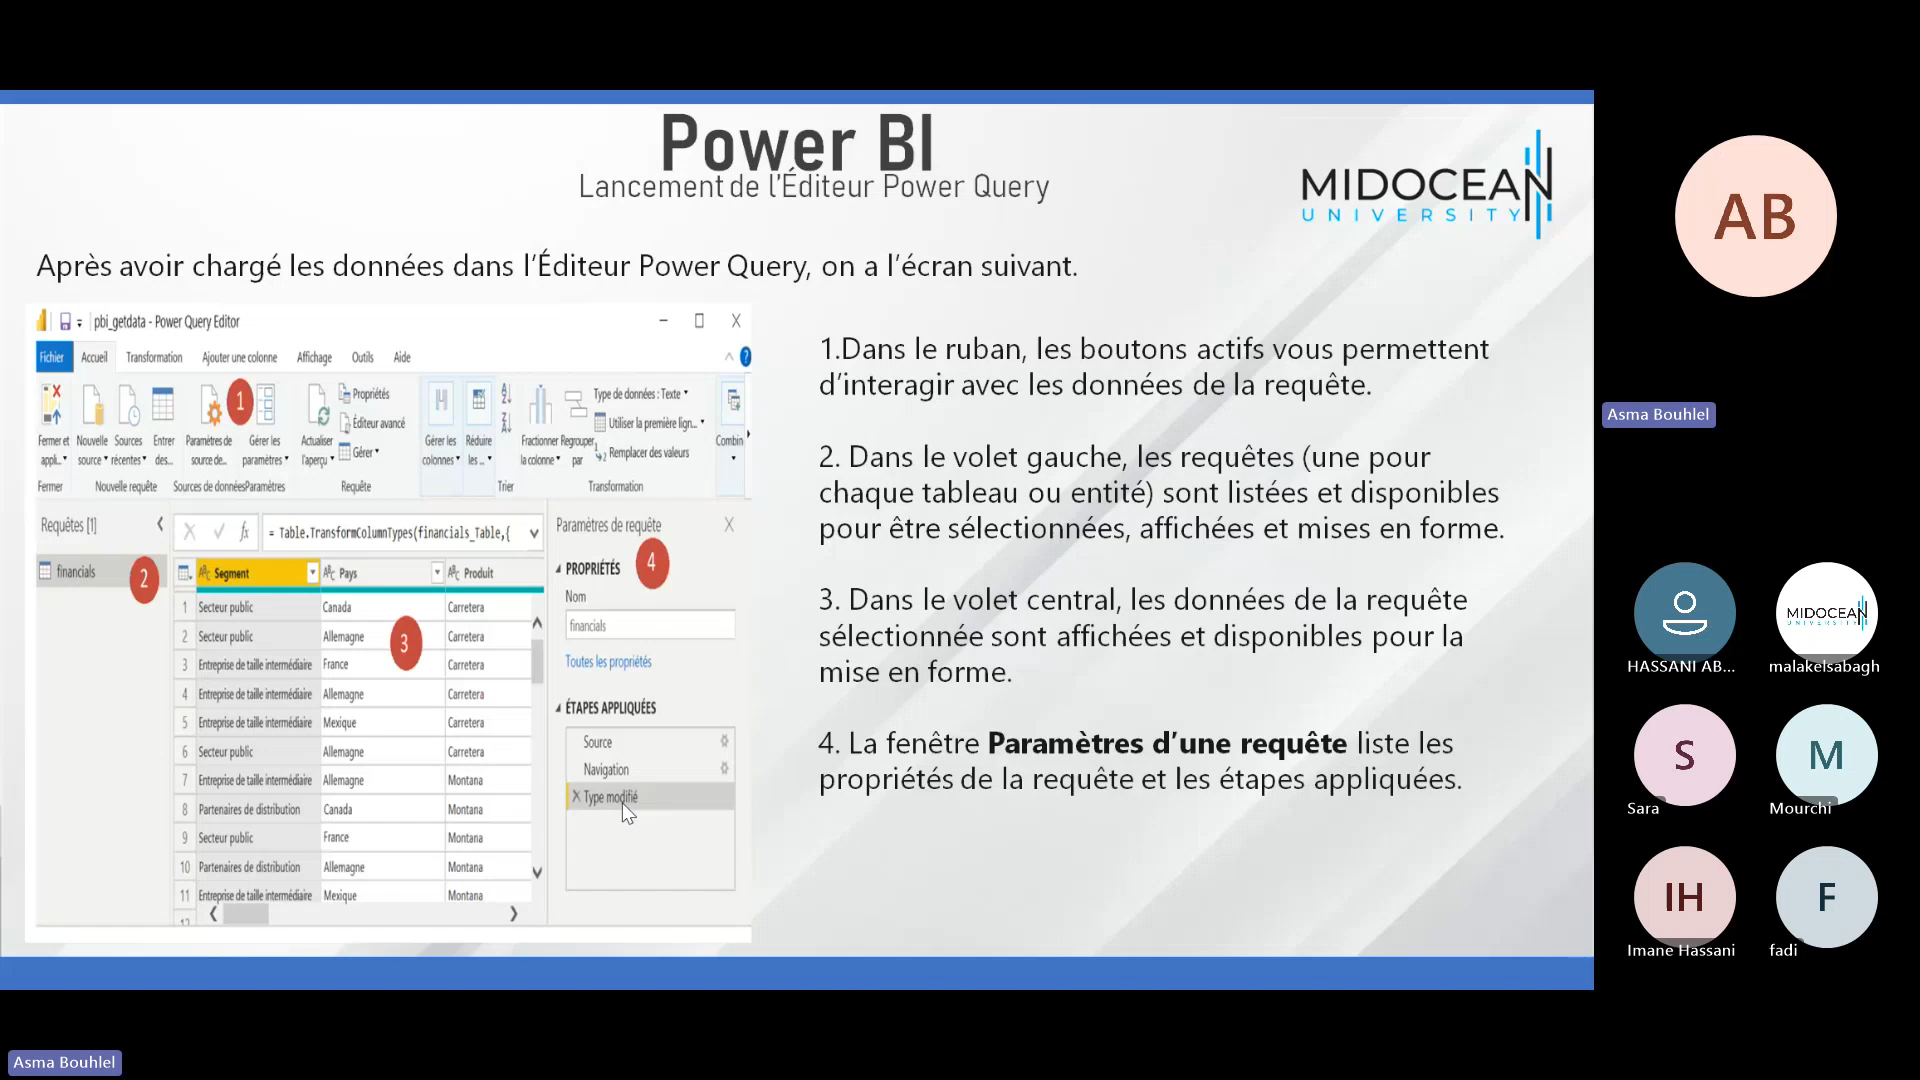 Power BI
Lancement de l'Éditeur Power Query
MIDOCEAN
UNIVERSITY
Après avoir chargé les données dans l'Éditeur Power Query, on a l'écran suivant.
pbi_getdata - Power Query Editor
Fichier Accueil Transformation Ajouter une colonne Affichage Outils Aide
1
Fermer et appli...
Nouvelle source
Sources récentes
Entrer des...
Paramètres de source de...
Gérer les paramètres
Actualiser l'aperçu
Propriétés
Éditeur avancé
Gérer
Gérer les colonnes
Réduire les ...
Fractionner la colonne
Regrouper par
Type de données : Texte
Utiliser la première lign...
Remplacer des valeurs
Combin
Fermer Nouvelle requête Sources de données Paramètres Requête Trier Transformation
Requêtes [1]
financials
2
fx = Table.TransformColumnTypes(financials_Table,{
Segment Pays Produit
1 Secteur public Canada Carretera
2 Secteur public Allemagne Carretera
3 Entreprise de taille intermédiaire France Carretera
4 Entreprise de taille intermédiaire Allemagne Carretera
5 Entreprise de taille intermédiaire Mexique Carretera
6 Secteur public Allemagne Carretera
7 Entreprise de taille intermédiaire Allemagne Montana
8 Partenaires de distribution Canada Montana
9 Secteur public France Montana
10 Partenaires de distribution Allemagne Montana
11 Entreprise de taille intermédiaire Mexique Montana
3
Paramètres de requête
4
PROPRIÉTÉS
Nom
financials
Toutes les propriétés
ÉTAPES APPLIQUÉES
Source
Navigation
Type modifié
1.Dans le ruban, les boutons actifs vous permettent
d'interagir avec les données de la requête.
2. Dans le volet gauche, les requêtes (une pour
chaque tableau ou entité) sont listées et disponibles
pour être sélectionnées, affichées et mises en forme.
3. Dans le volet central, les données de la requête
sélectionnée sont affichées et disponibles pour la
mise en forme.
4. La fenêtre Paramètres d'une requête liste les
propriétés de la requête et les étapes appliquées.
AB
Asma Bouhlel
HASSANI AB...
MIDOCEAN
malakelsabagh
S
Sara
M
Mourchi
IH
Imane Hassani
F
fadi
Asma Bouhlel